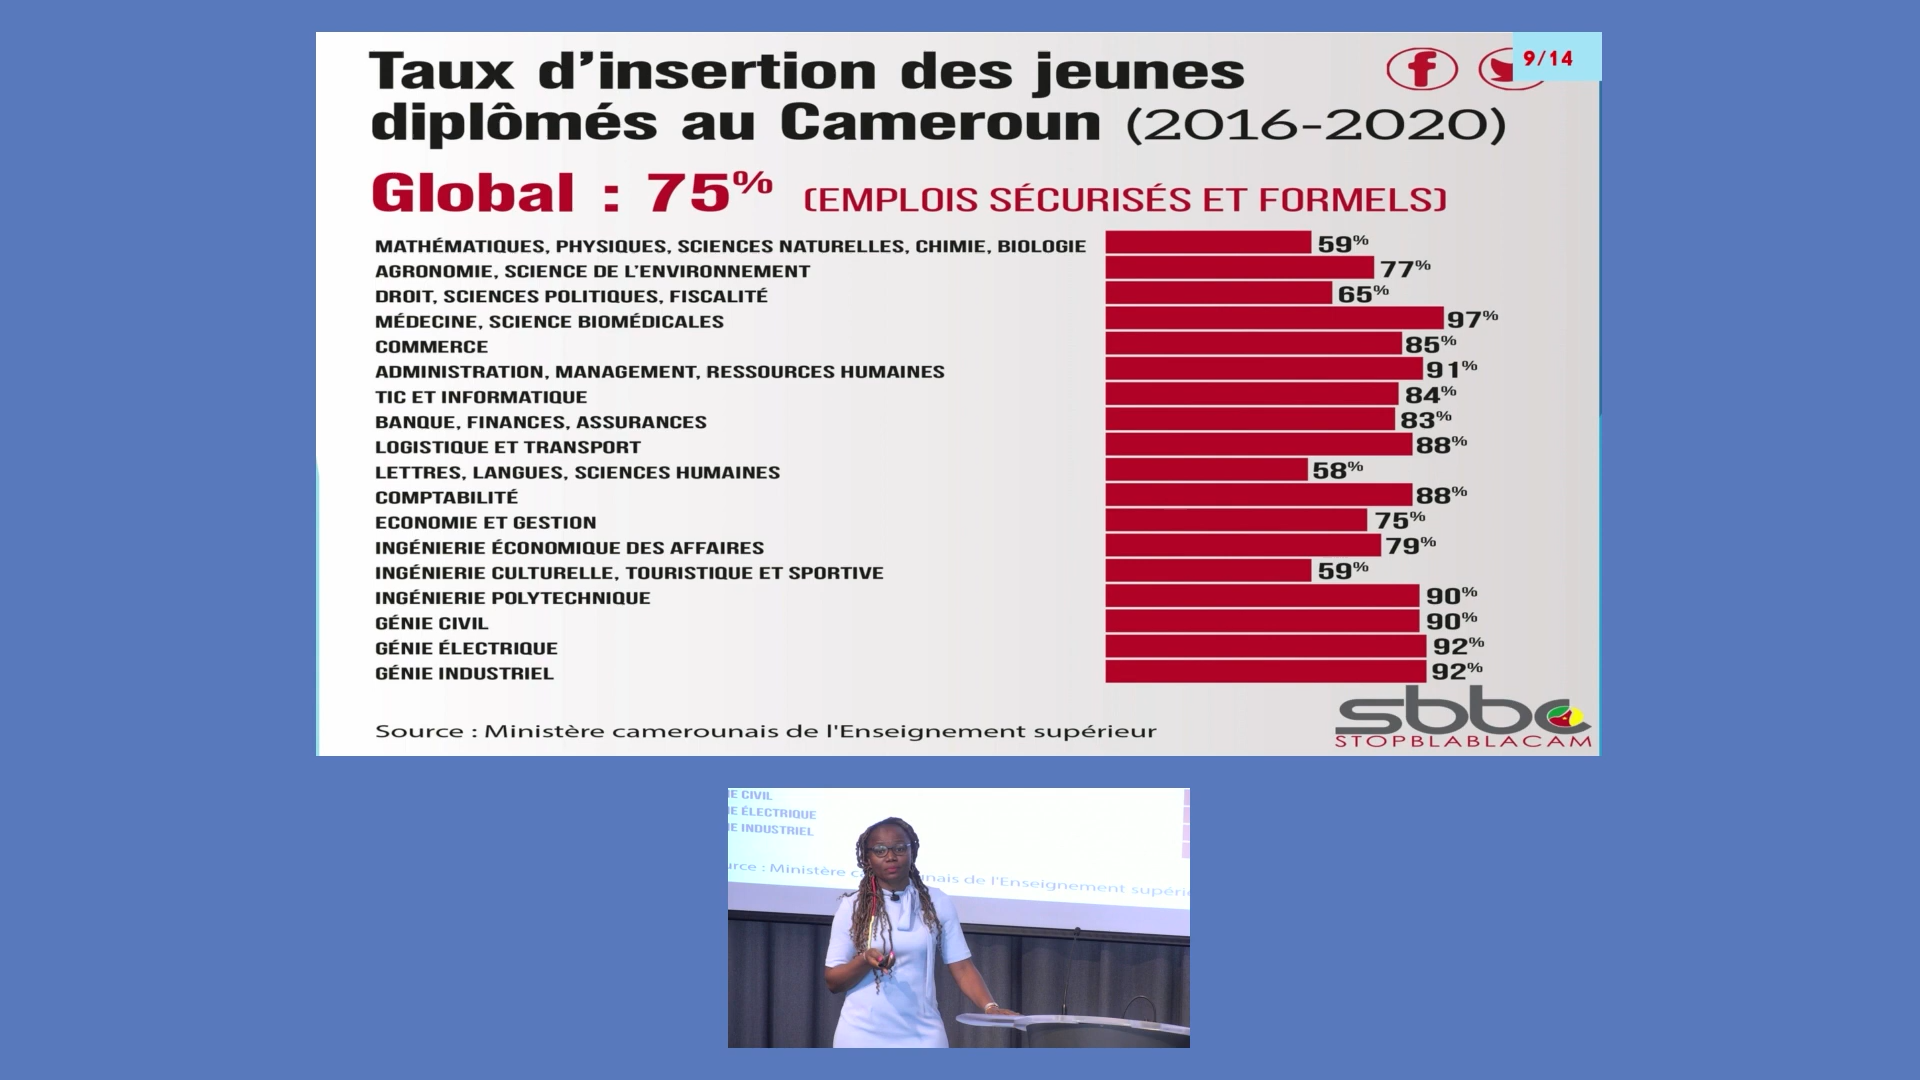 Taux d’insertion des jeunes
diplômés au Cameroun (2016-2020)
9/14
Global : 75% (EMPLOIS SÉCURISÉS ET FORMELS)
MATHÉMATIQUES, PHYSIQUES, SCIENCES NATURELLES, CHIMIE, BIOLOGIE 59%
AGRONOMIE, SCIENCE DE L’ENVIRONNEMENT 77%
DROIT, SCIENCES POLITIQUES, FISCALITÉ 65%
MÉDECINE, SCIENCE BIOMÉDICALES 97%
COMMERCE 85%
ADMINISTRATION, MANAGEMENT, RESSOURCES HUMAINES 91%
TIC ET INFORMATIQUE 84%
BANQUE, FINANCES, ASSURANCES 83%
LOGISTIQUE ET TRANSPORT 88%
LETTRES, LANGUES, SCIENCES HUMAINES 58%
COMPTABILITÉ 88%
ECONOMIE ET GESTION 75%
INGÉNIERIE ÉCONOMIQUE DES AFFAIRES 79%
INGÉNIERIE CULTURELLE, TOURISTIQUE ET SPORTIVE 59%
INGÉNIERIE POLYTECHNIQUE 90%
GÉNIE CIVIL 90%
GÉNIE ÉLECTRIQUE 92%
GÉNIE INDUSTRIEL 92%
Source : Ministère camerounais de l'Enseignement supérieur
sbbc
STOPBLABLACAM
IE CIVIL
IE ÉLECTRIQUE
IE INDUSTRIEL
urce : Ministère c unais de l'Enseignement supérie